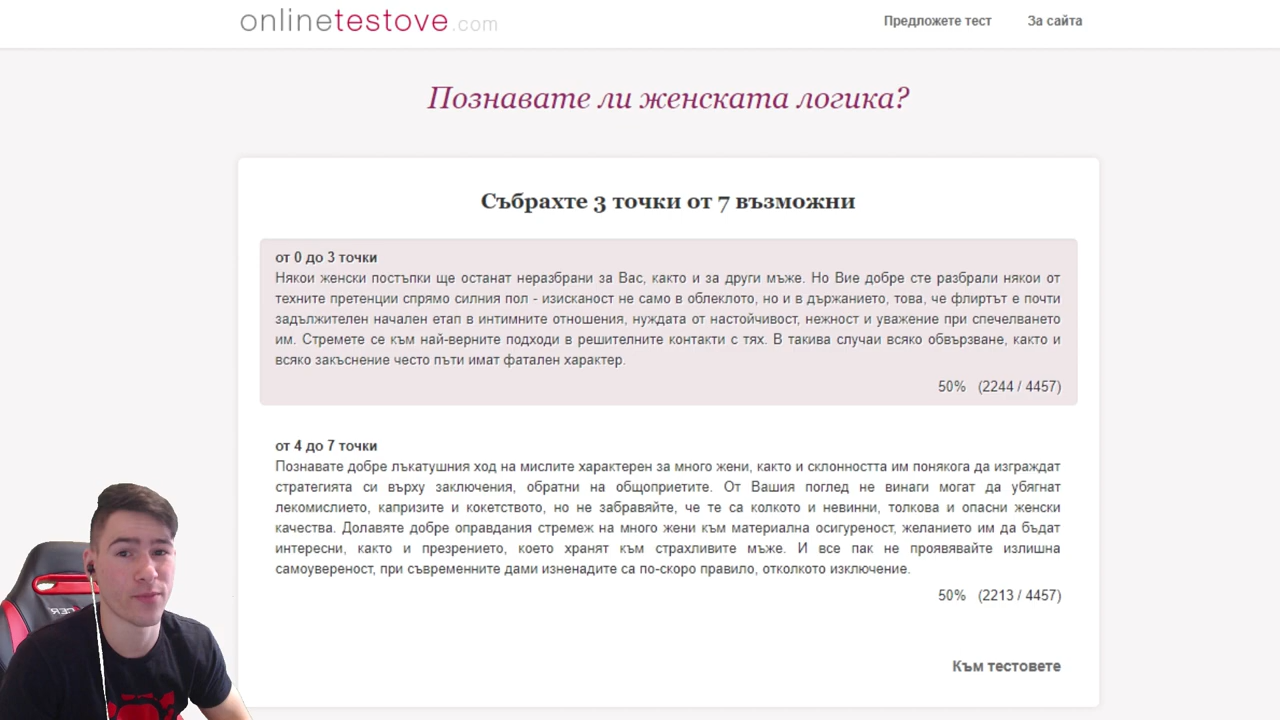 onlinetestove.com
Предложете тест
За сайта
Познавате ли женската логика?
Събрахте 3 точки от 7 възможни
от 0 до 3 точки
Някои женски постъпки ще останат неразбрани за Вас, както и за други мъже. Но Вие добре сте разбрали някои от
техните претенции спрямо силния пол - изисканост не само в облеклото, но и в държанието, това, че флиртът е почти
задължителен начален етап в интимните отношения, нуждата от настойчивост, нежност и уважение при спечелването
им. Стремете се към най-верните подходи в решителните контакти с тях. В такива случаи всяко обвързване, както и
всяко закъснение често пъти имат фатален характер.
50% (2244 / 4457)
от 4 до 7 точки
Познавате добре лъкатушния ход на мислите характерен за много жени, както и склонността им понякога да изграждат
стратегията си върху заключения, обратни на общоприетите. От Вашия поглед не винаги могат да убягнат
лекомислието, капризите и кокетството, но не забравяйте, че те са колкото и невинни, толкова и опасни женски
качества. Долавяте добре оправдания стремеж на много жени към материална осигуреност, желанието им да бъдат
интересни, както и презрението, което хранят към страхливите мъже. И все пак не проявявайте излишна
самоувереност, при съвременните дами изненадите са по-скоро правило, отколкото изключение.
50% (2213 / 4457)
Към тестовете